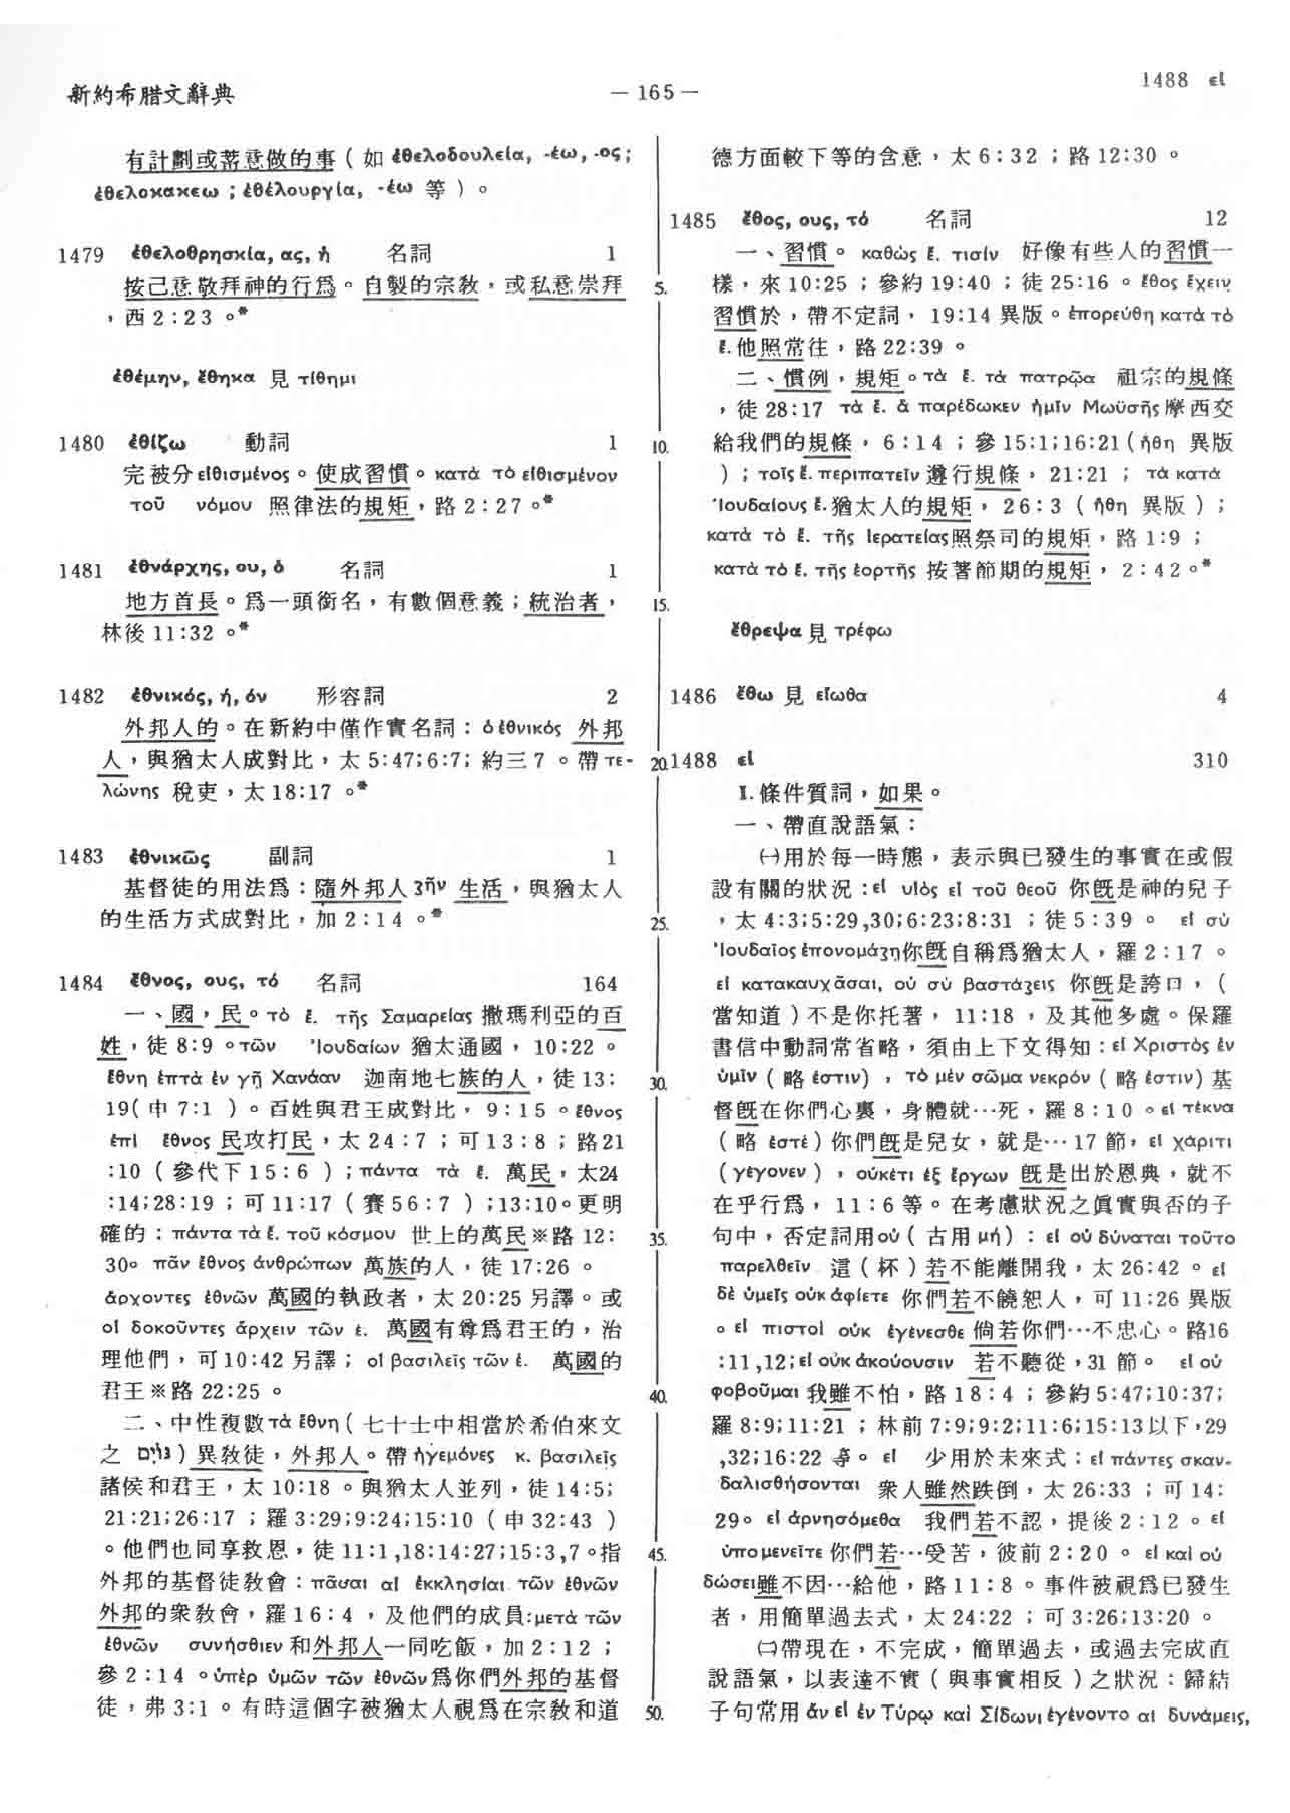 新約希腊文辭典
— 165 —
1488 εἰ
有計劃或蓄意做的事（如 ἐθελοδουλεία, -έω, -ος;
ἐθελοκακεω ; ἐθέλουργία, -έω 等）。
1479 ἐθελοθρησκία, ας, ἡ 名詞 1
按己意敬拜神的行爲。自製的宗教，或私意崇拜
，西 2:23 。*
ἐθέμην, ἔθηκα 見 τίθημι
1480 ἐθίζω 動詞 1
完被分 εἰθισμένος。使成習慣。κατὰ τὸ εἰθισμένον
τοῦ νόμου 照律法的規矩，路 2:27 。*
1481 ἐθνάρχης, ου, ὁ 名詞 1
地方首長。爲一頭銜名，有數個意義；統治者，
林後 11:32 。*
1482 ἐθνικός, ή, όν 形容詞 2
外邦人的。在新約中僅作實名詞：ὁ ἐθνικός 外邦
人，與猶太人成對比，太 5:47;6:7; 約三 7 。帶 τε-
λώνης 稅吏，太 18:17 。*
1483 ἐθνικῶς 副詞 1
基督徒的用法爲：隨外邦人 ζῆν 生活，與猶太人
的生活方式成對比，加 2:14 。*
1484 ἔθνος, ους, τό 名詞 164
一、國，民。τὸ ἔ. τῆς Σαμαρείας 撒瑪利亞的百
姓，徒 8:9 。τῶν Ἰουδαίων 猶太通國，10:22 。
ἔθνη ἑπτὰ ἐν γῇ Χανάαν 迦南地七族的人，徒 13:
19( 申 7:1 )。百姓與君王成對比，9:15 。ἔθνος
ἐπὶ ἔθνος 民攻打民，太 24:7 ；可 13:8 ；路21
:10 ( 參代下 15:6 ) ;πάντα τὰ ἔ. 萬民，太24
:14;28:19 ；可 11:17 ( 賽 56:7 ) ;13:10。更明
確的：πάντα τὰ ἔ. τοῦ κόσμου 世上的萬民※路 12:
30。 πᾶν ἔθνος ἀνθρώπων 萬族的人，徒 17:26 。
ἄρχοντες ἐθνῶν 萬國的執政者，太 20:25 另譯。或
οἱ δοκοῦντες ἄρχειν τῶν ἐ. 萬國有尊爲君王的，治
理他們，可 10:42 另譯； οἱ βασιλεῖς τῶν ἐ. 萬國的
君王※路 22:25 。
二、中性複數 τὰ ἔθνη ( 七十士中相當於希伯來文
之 גּוֹיִם ) 異教徒，外邦人。帶 ἡγεμόνες κ. βασιλεῖς
諸侯和君王，太 10:18 。與猶太人並列，徒 14:5;
21:21;26:17 ；羅 3:29;9:24;15:10 ( 申 32:43 )
。他們也同享救恩，徒 11:1,18:14:27;15:3,7。指
外邦的基督徒教會：πᾶσαι αἱ ἐκκλησίαι τῶν ἐθνῶν
外邦的衆教會，羅 16:4 ，及他們的成員:μετὰ τῶν
ἐθνῶν συνήσθιεν 和外邦人一同吃飯，加 2:12 ；
參 2:14 。ὑπὲρ ὑμῶν τῶν ἐθνῶν 爲你們外邦的基督
徒，弗 3:1 。有時這個字被猶太人視爲在宗教和道
5.
10.
15.
20.
25.
30.
35.
40.
45.
50.
德方面較下等的含意，太 6:32 ；路 12:30 。
1485 ἔθος, ους, τό 名詞 12
一、習慣。 καθὼς ἔ. τισίν 好像有些人的習慣一
樣，來 10:25 ；參約 19:40 ；徒 25:16 。ἔθος ἔχειν
習慣於，帶不定詞，19:14 異版。ἐπορεύθη κατὰ τὸ
ἔ. 他照常往，路 22:39 。
二、慣例，規矩。τὰ ἔ. τὰ πατρῷα 祖宗的規條
，徒 28:17 τὰ ἔ. ἃ παρέδωκεν ἡμῖν Μωϋσῆς 摩西交
給我們的規條，6:14 ；參 15:1;16:21( ἤθη 異版
) ; τοῖς ἔ. περιπατεῖν 遵行規條，21:21 ； τὰ κατὰ
Ἰουδαίους ἔ. 猶太人的規矩，26:3 ( ἤθη 異版 ) ;
κατὰ τὸ ἔ. τῆς ἱερατείας 照祭司的規矩，路 1:9 ；
κατὰ τὸ ἔ. τῆς ἑορτῆς 按著節期的規矩，2:42 。*
ἔθρεψα 見 τρέφω
1486 ἔθω 見 εἴωθα 4
1488 εἰ 310
I. 條件質詞，如果。
一、帶直說語氣：
㈠用於每一時態，表示與已發生的事實在或假
設有關的狀況：εἰ υἱὸς εἶ τοῦ θεοῦ 你旣是神的兒子
，太 4:3;5:29,30;6:23;8:31 ；徒 5:39 。 εἰ σὺ
Ἰουδαῖος ἐπονομάζῃ 你旣自稱爲猶太人，羅 2:17 。
εἰ κατακαυχᾶσαι, οὐ σὺ βαστάζεις 你旣是誇口，（
當知道）不是你托著，11:18 ，及其他多處。保羅
書信中動詞常省略，須由上下文得知：εἰ Χριστὸς ἐν
ὑμῖν ( 略 ἐστιν) , τὸ μὲν σῶμα νεκρόν ( 略 ἐστιν) 基
督旣在你們心裏，身體就…死，羅 8:10 。εἰ τέκνα
( 略 ἐστέ ) 你們旣是兒女，就是… 17 節，εἰ χάριτι
( γέγονεν ) , οὐκέτι ἐξ ἔργων 旣是出於恩典，就不
在乎行爲，11:6 等。在考慮狀況之眞實與否的子
句中，否定詞用 οὐ ( 古用 μή ) : εἰ οὐ δύναται τοῦτο
παρελθεῖν 這（杯）若不能離開我，太 26:42 。εἰ
δὲ ὑμεῖς οὐκ ἀφίετε 你們若不饒恕人，可 11:26 異版
。εἰ πιστοὶ οὐκ ἐγένεσθε 倘若你們…不忠心。路16
:11,12;εἰ οὐκ ἀκούουσιν 若不聽從，31 節。 εἰ οὐ
φοβοῦμαι 我雖不怕，路 18:4 ；參約 5:47;10:37;
羅 8:9;11:21 ；林前 7:9;9:2;11:6;15:13 以下，29
,32;16:22 等。εἰ 少用於未來式：εἰ πάντες σκαν-
δαλισθήσονται 衆人雖然跌倒，太 26:33 ；可 14:
29。εἰ ἀρνησόμεθα 我們若不認，提後 2:12 。εἰ
ὑπομενεῖτε 你們若…受苦，彼前 2:20 。εἰ καὶ οὐ
δώσει 雖不因…給他，路 11:8 。事件被視爲已發生
者，用簡單過去式，太 24:22 ；可 3:26;13:20 。
㈡帶現在，不完成，簡單過去，或過去完成直
說語氣，以表達不實（與事實相反）之狀況：歸結
子句常用 ἄν εἰ ἐν Τύρῳ καὶ Σίδωνι ἐγένοντο αἱ δυνάμεις,